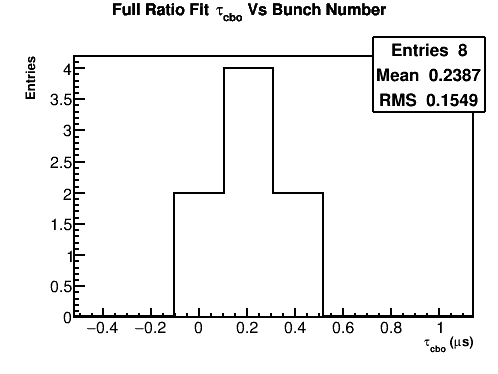 Full Ratio Fit τcbo Vs Bunch Number
Entries 8
Mean 0.2387
RMS 0.1549
Entries
4
3.5
3
2.5
2
1.5
1
0.5
0
−0.4 −0.2 0 0.2 0.4 0.6 0.8 1
τcbo (μs)